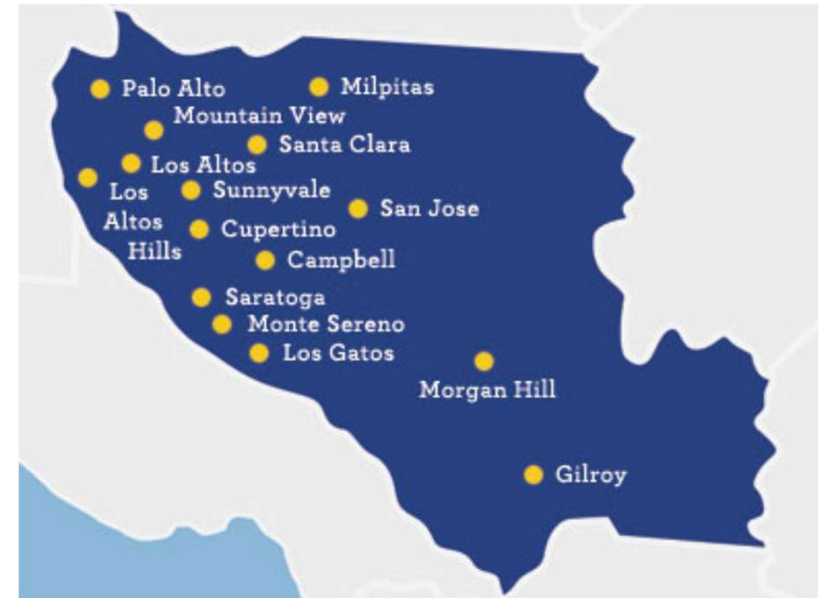 Palo Alto
Milpitas
Mountain View
Santa Clara
Los Altos
Los
Altos
Hills
Sunnyvale
San Jose
Cupertino
Campbell
Saratoga
Monte Sereno
Los Gatos
Morgan Hill
Gilroy